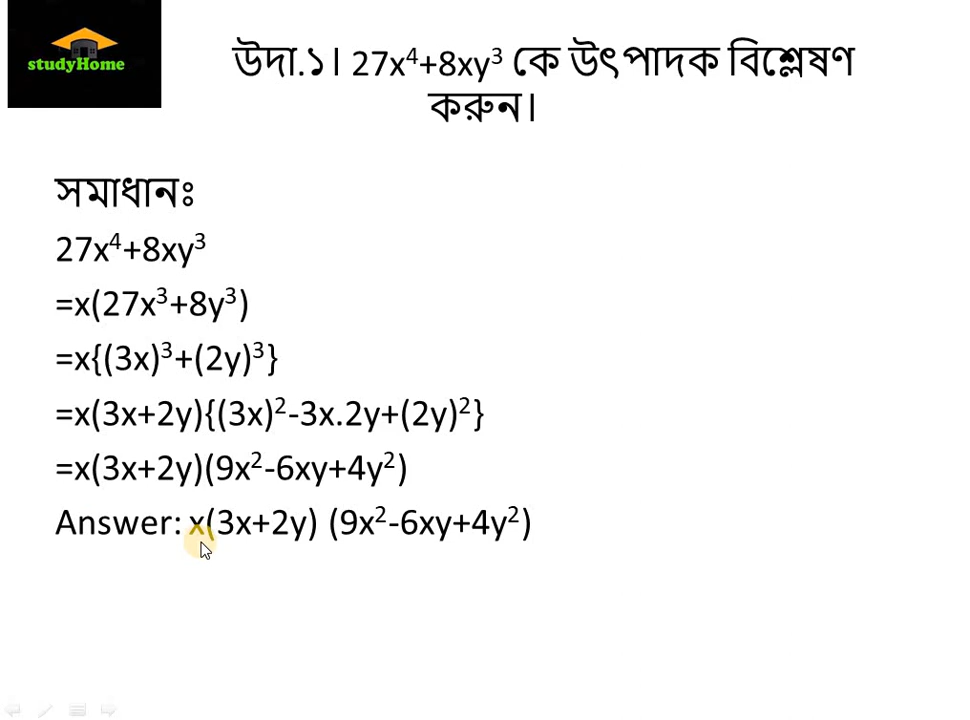 studyHome
উদা.১। 27x⁴+8xy³ কে উৎপাদক বিশ্লেষণ
করুন।
সমাধানঃ
27x⁴+8xy³
=x(27x³+8y³)
=x{(3x)³+(2y)³}
=x(3x+2y){(3x)²-3x.2y+(2y)²}
=x(3x+2y)(9x²-6xy+4y²)
Answer: x(3x+2y) (9x²-6xy+4y²)